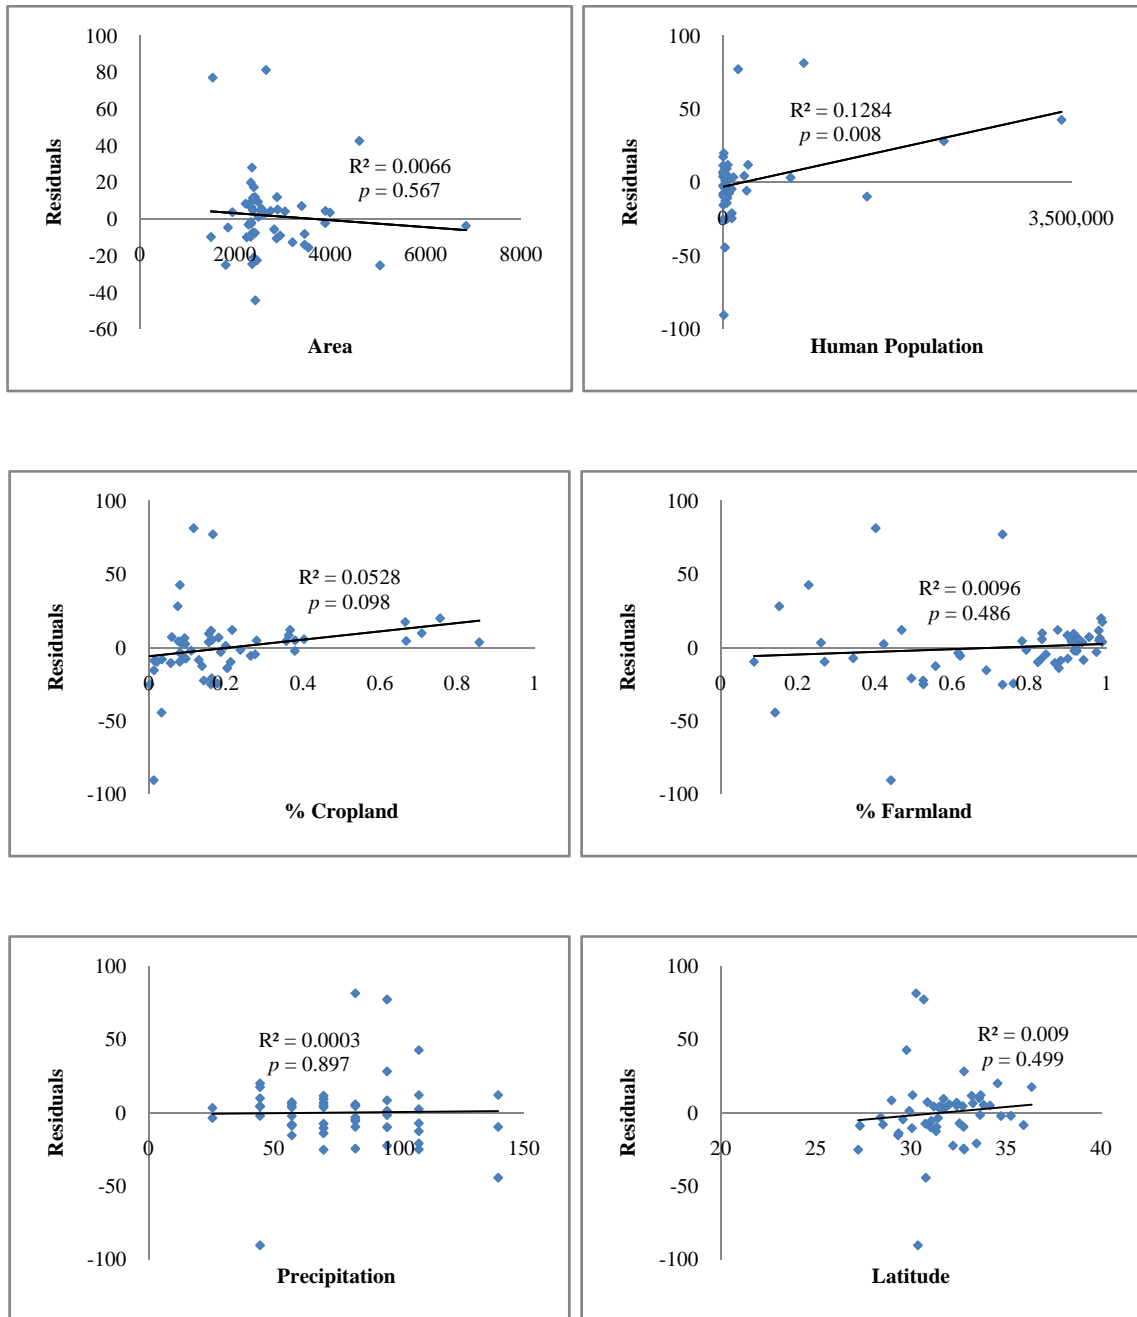 100
80
60
40
20
0
-20
-40
-60
0
2000
4000
6000
8000
Residuals
Area
R² = 0.0066
p = 0.567
100
50
0
-50
-100
0
3,500,000
Residuals
Human Population
R² = 0.1284
p = 0.008
100
50
0
-50
-100
0
0.2
0.4
0.6
0.8
1
Residuals
% Cropland
R² = 0.0528
p = 0.098
100
50
0
-50
-100
0
0.2
0.4
0.6
0.8
1
Residuals
% Farmland
R² = 0.0096
p = 0.486
100
50
0
-50
-100
0
50
100
150
Residuals
Precipitation
R² = 0.0003
p = 0.897
100
50
0
-50
-100
20
25
30
35
40
Residuals
Latitude
R² = 0.009
p = 0.499